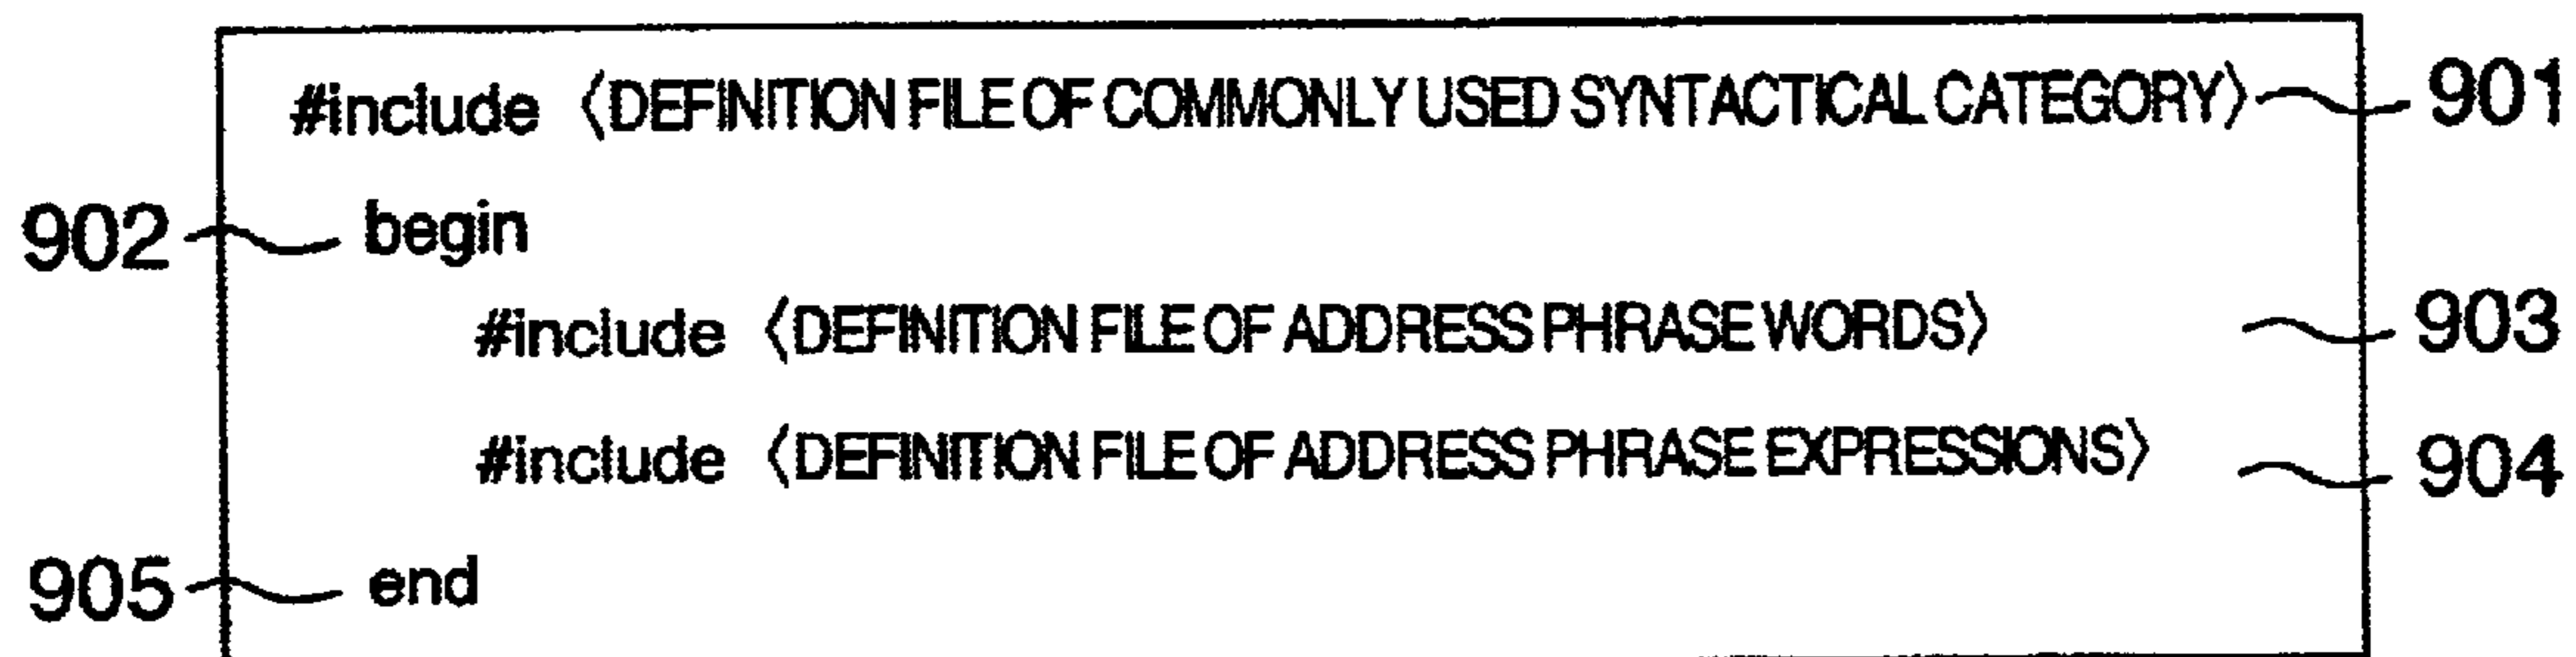 #include 〈DEFINITION FILE OF COMMONLY USED SYNTACTICAL CATEGORY〉 901
902 begin
#include 〈DEFINITION FILE OF ADDRESS PHRASE WORDS〉 903
#include 〈DEFINITION FILE OF ADDRESS PHRASE EXPRESSIONS〉 904
905 end